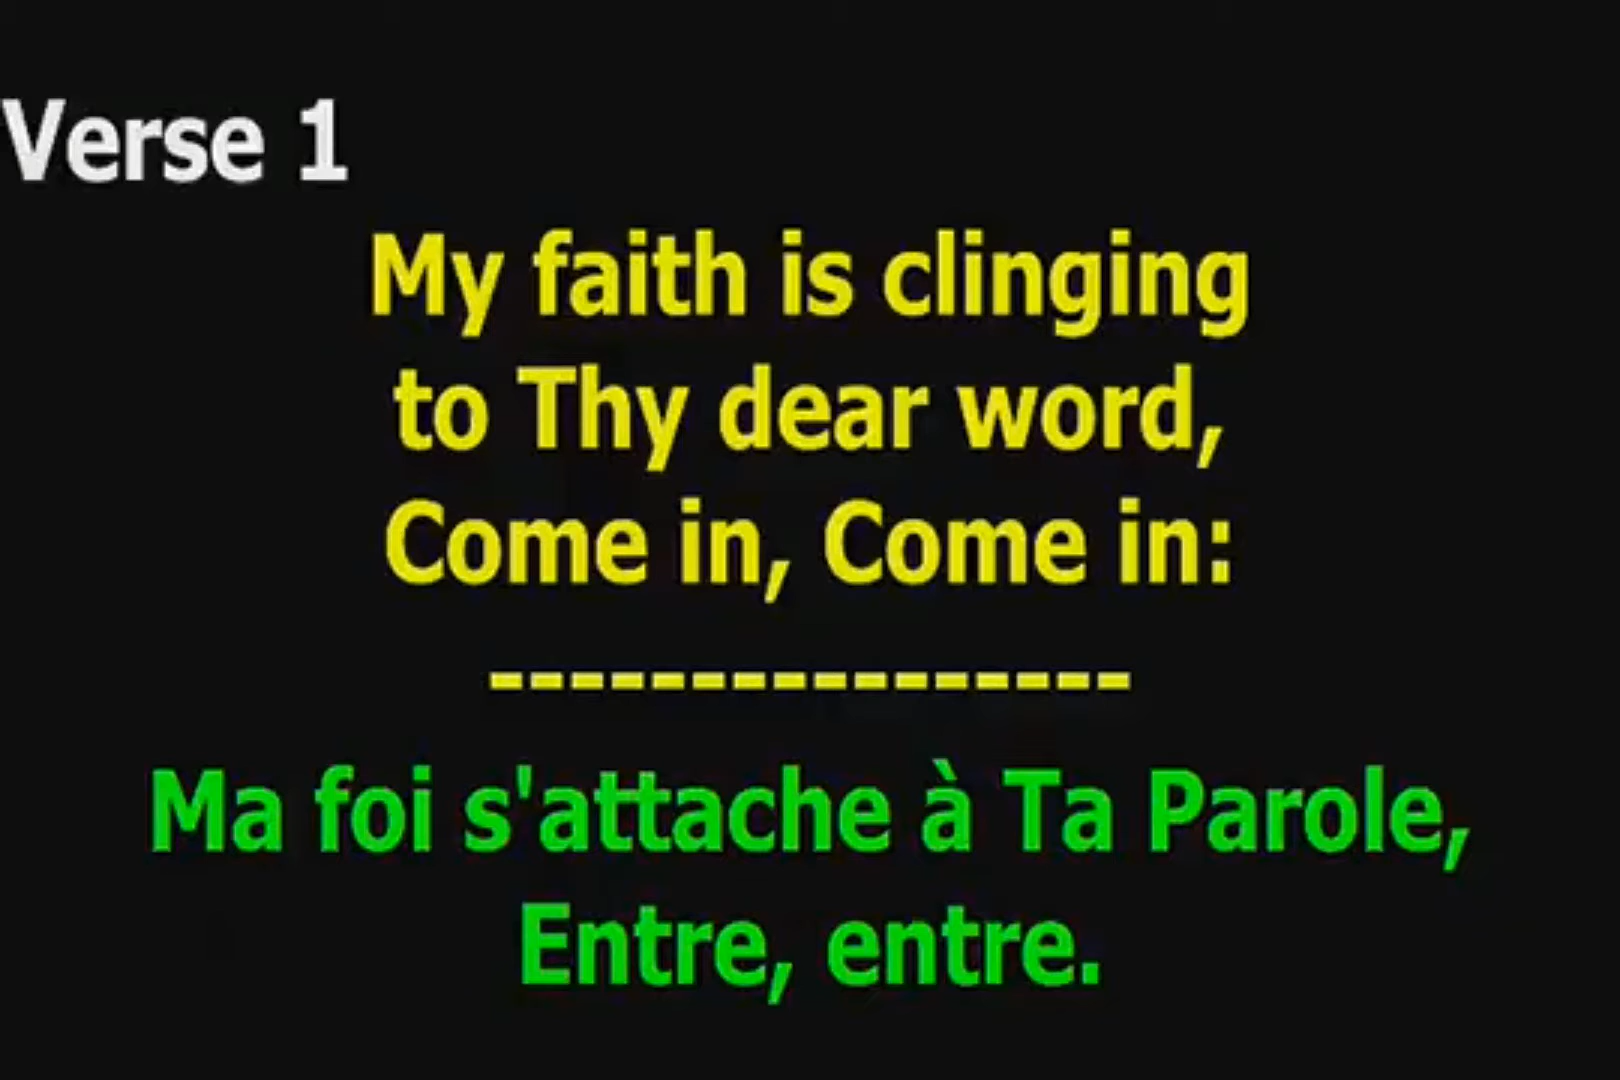 Verse 1
My faith is clinging
to Thy dear word,
Come in, Come in:
----------------
Ma foi s'attache à Ta Parole,
Entre, entre.